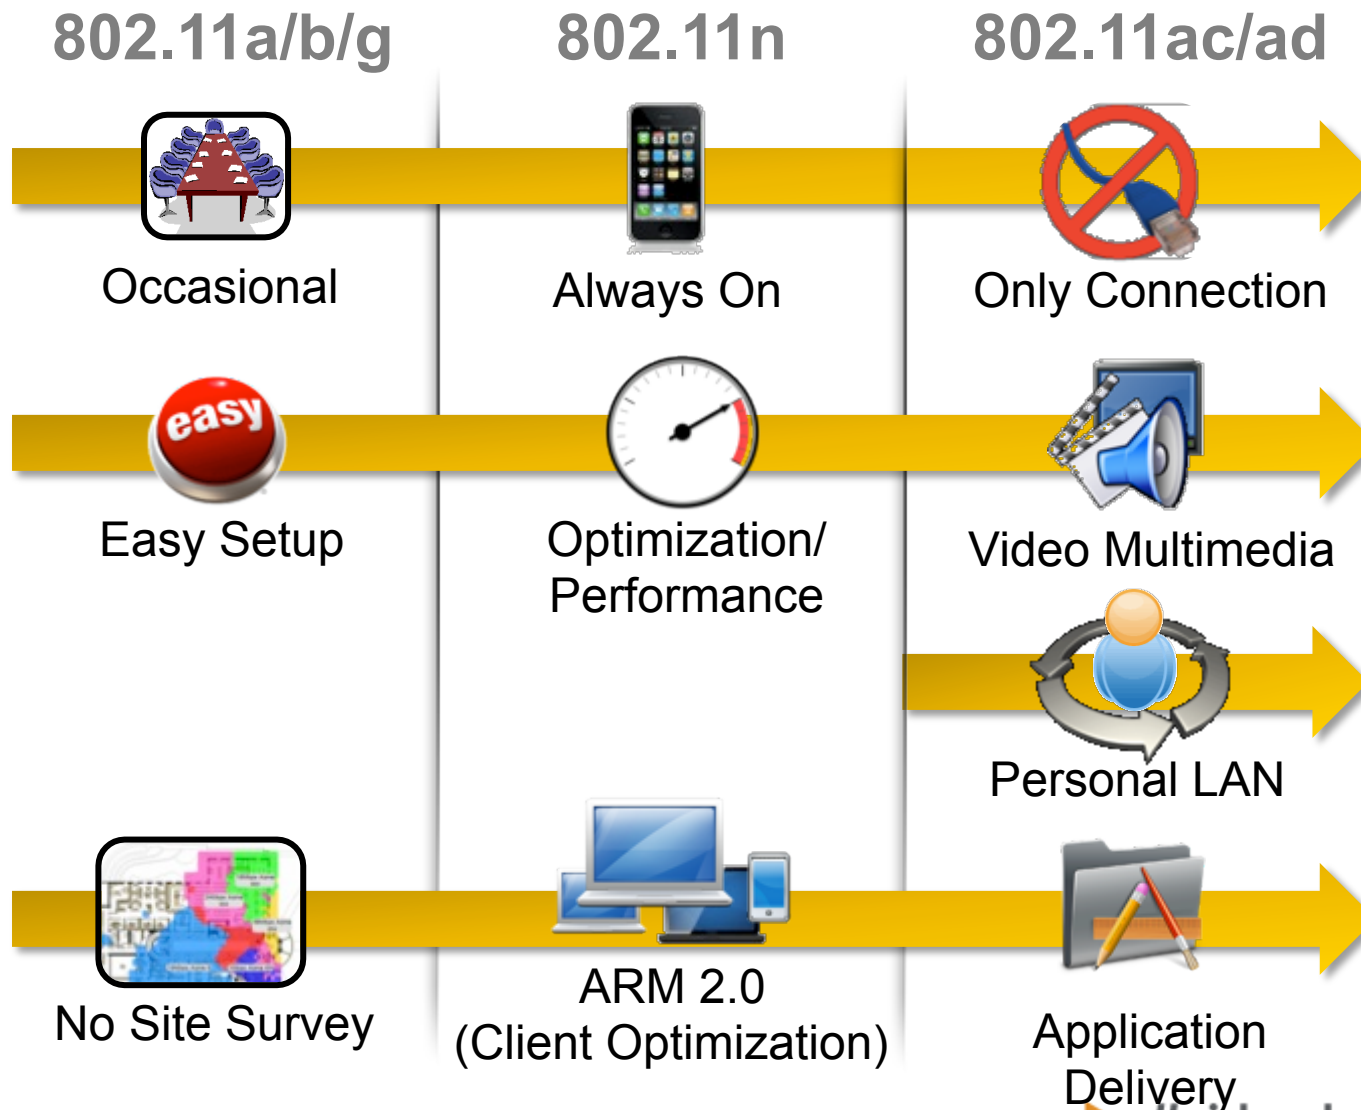 802.11a/b/g 802.11n 802.11ac/ad
Occasional Always On Only Connection
easy
Easy Setup Optimization/ Video Multimedia
Performance
Personal LAN
No Site Survey ARM 2.0 Application
(Client Optimization) Delivery